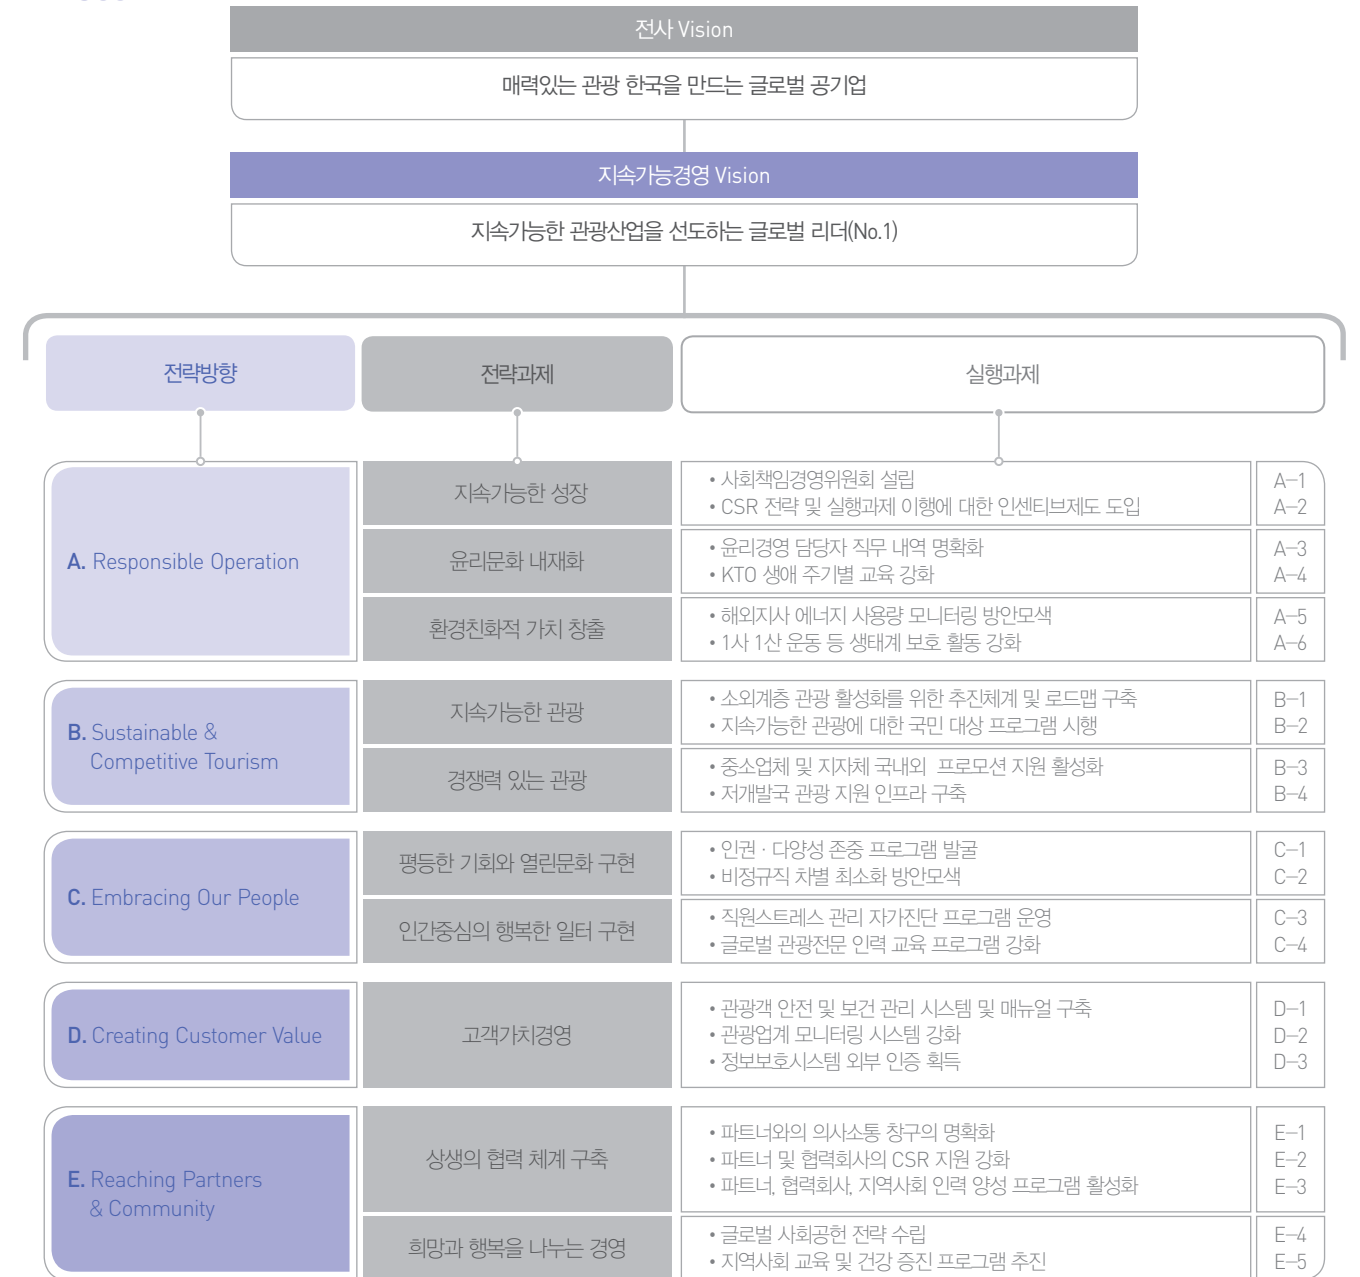 전사 Vision
매력있는 관광 한국을 만드는 글로벌 공기업
지속가능경영 Vision
지속가능한 관광산업을 선도하는 글로벌 리더(No.1)
전략방향
전략과제
실행과제
A. Responsible Operation
지속가능한 성장
• 사회책임경영위원회 설립
A-1
• CSR 전략 및 실행과제 이행에 대한 인센티브제도 도입
A-2
윤리문화 내재화
• 윤리경영 담당자 직무 내역 명확화
A-3
• KTO 생애 주기별 교육 강화
A-4
환경친화적 가치 창출
• 해외지사 에너지 사용량 모니터링 방안모색
A-5
• 1사 1산 운동 등 생태계 보호 활동 강화
A-6
B. Sustainable &
Competitive Tourism
지속가능한 관광
• 소외계층 관광 활성화를 위한 추진체계 및 로드맵 구축
B-1
• 지속가능한 관광에 대한 국민 대상 프로그램 시행
B-2
경쟁력 있는 관광
• 중소업체 및 지자체 국내외 프로모션 지원 활성화
B-3
• 저개발국 관광 지원 인프라 구축
B-4
C. Embracing Our People
평등한 기회와 열린문화 구현
• 인권 · 다양성 존중 프로그램 발굴
C-1
• 비정규직 차별 최소화 방안모색
C-2
인간중심의 행복한 일터 구현
• 직원스트레스 관리 자가진단 프로그램 운영
C-3
• 글로벌 관광전문 인력 교육 프로그램 강화
C-4
D. Creating Customer Value
고객가치경영
• 관광객 안전 및 보건 관리 시스템 및 매뉴얼 구축
D-1
• 관광업계 모니터링 시스템 강화
D-2
• 정보보호시스템 외부 인증 획득
D-3
E. Reaching Partners
& Community
상생의 협력 체계 구축
• 파트너와의 의사소통 창구의 명확화
E-1
• 파트너 및 협력회사의 CSR 지원 강화
E-2
• 파트너, 협력회사, 지역사회 인력 양성 프로그램 활성화
E-3
희망과 행복을 나누는 경영
• 글로벌 사회공헌 전략 수립
E-4
• 지역사회 교육 및 건강 증진 프로그램 추진
E-5